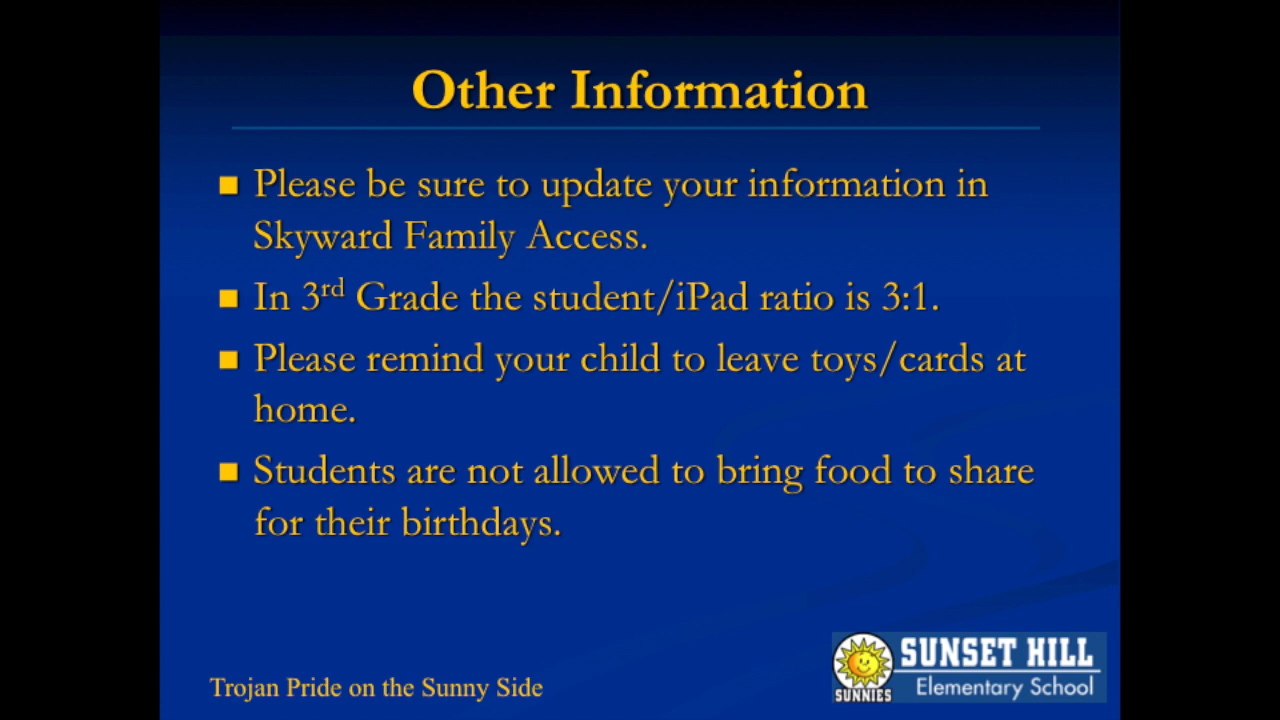 Other Information
Please be sure to update your information in
Skyward Family Access.
In 3rd Grade the student/iPad ratio is 3:1.
Please remind your child to leave toys/cards at
home.
Students are not allowed to bring food to share
for their birthdays.
Trojan Pride on the Sunny Side
SUNNIES
SUNSET HILL
Elementary School